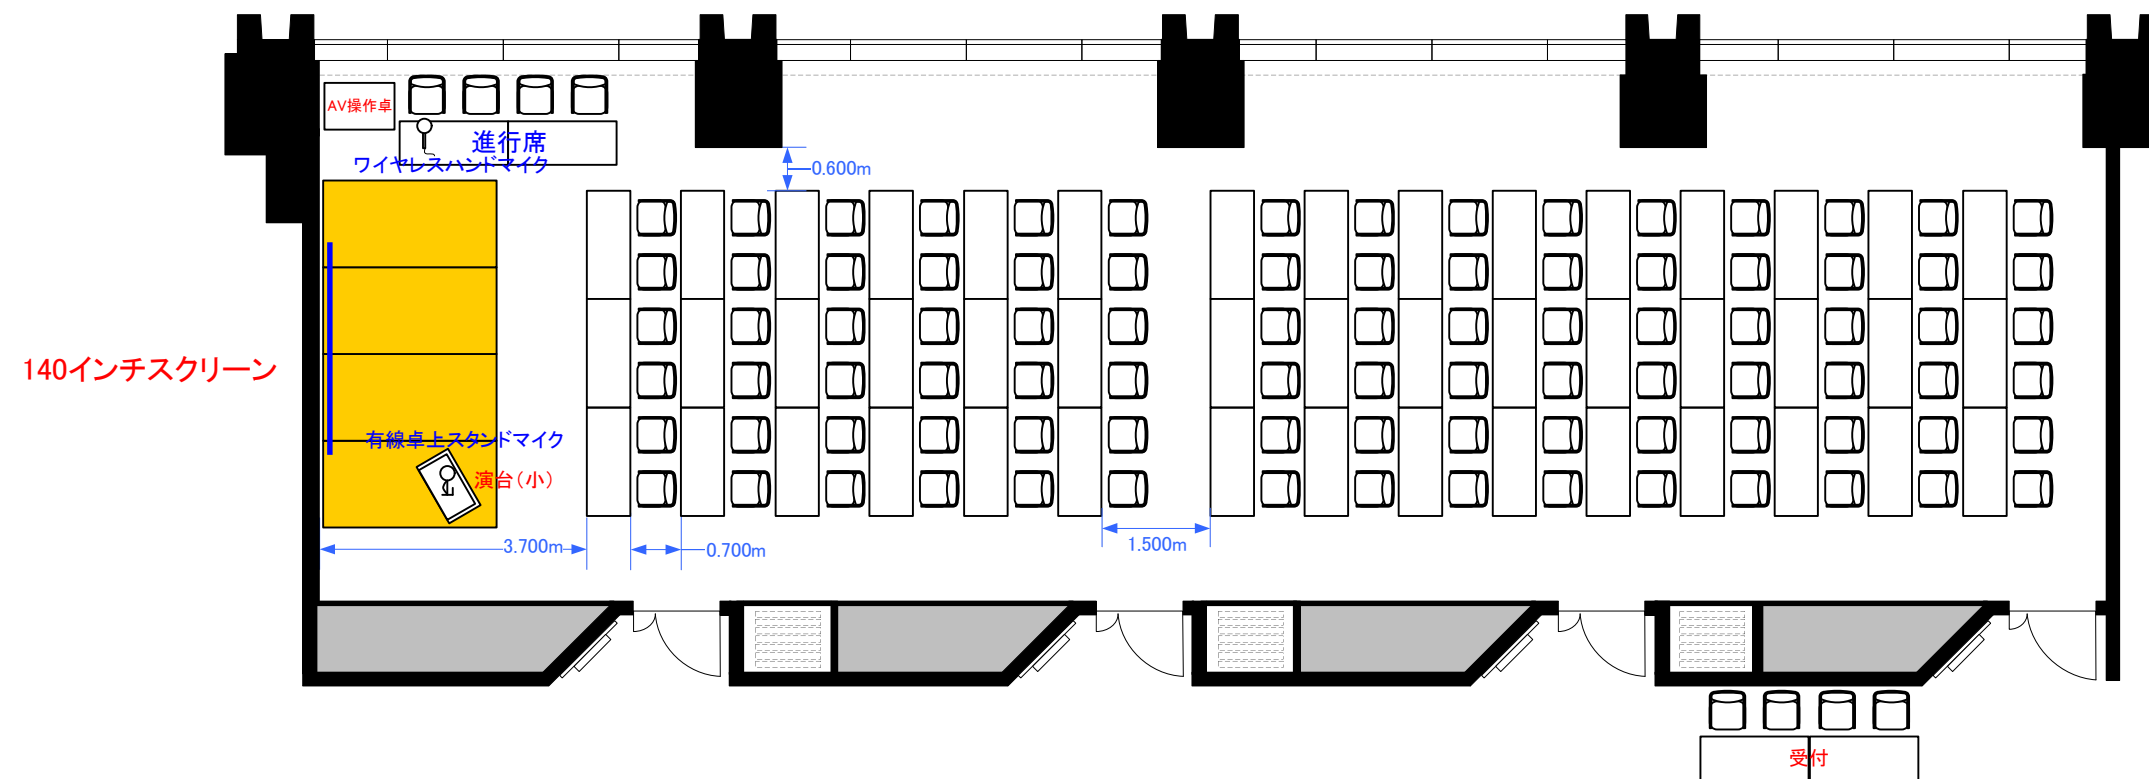 AV操作卓
進行席
ワイヤレスハンドマイク
0.600m
140インチスクリーン
有線卓上スタンドマイク
演台（小）
3.700m
0.700m
1.500m
受付